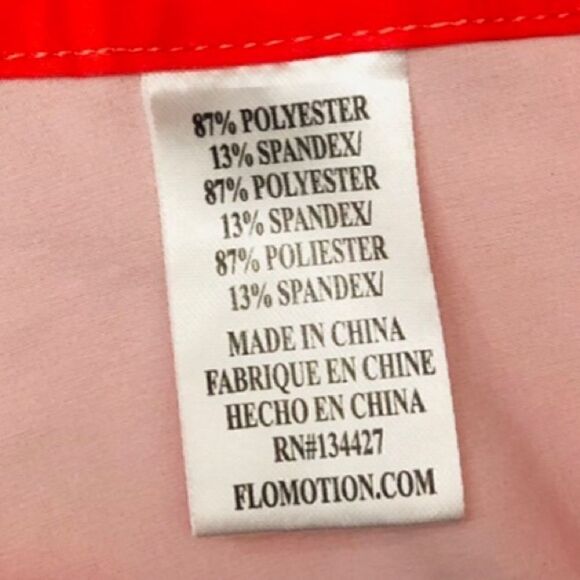 87% POLYESTER
13% SPANDEX/
87% POLYESTER
13% SPANDEX/
87% POLIESTER
13% SPANDEX/
MADE IN CHINA
FABRIQUE EN CHINE
HECHO EN CHINA
RN#134427
FLOMOTION.COM